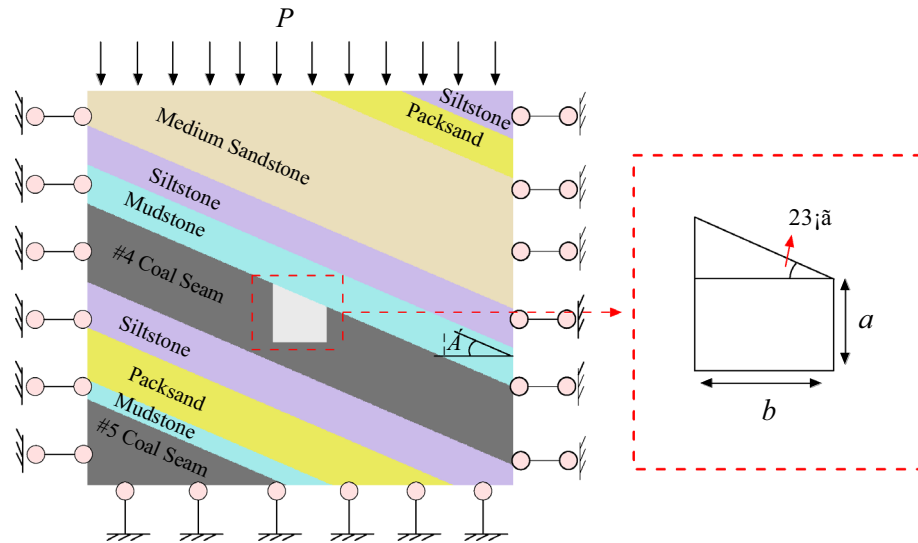 P
Siltstone
Packsand
Medium Sandstone
Siltstone
Mudstone
#4 Coal Seam
Siltstone
Packsand
Mudstone
#5 Coal Seam
Á
23¡ã
a
b